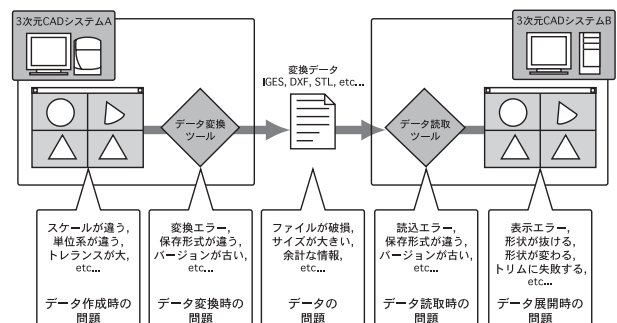 3次元CADシステムA
3次元CADシステムB
変換データ
IGES, DXF, STL, etc...
データ変換
ツール
データ読取
ツール
スケールが違う,
単位系が違う,
トレランスが大,
etc...
データ作成時の
問題
変換エラー,
保存形式が違う,
バージョンが古い,
etc...
データ変換時の
問題
ファイルが破損,
サイズが大きい,
余計な情報,
etc...
データの
問題
読込エラー,
保存形式が違う,
バージョンが古い,
etc...
データ読取時の
問題
表示エラー,
形状が抜ける,
形状が変わる,
トリムに失敗する,
etc...
データ展開時の
問題